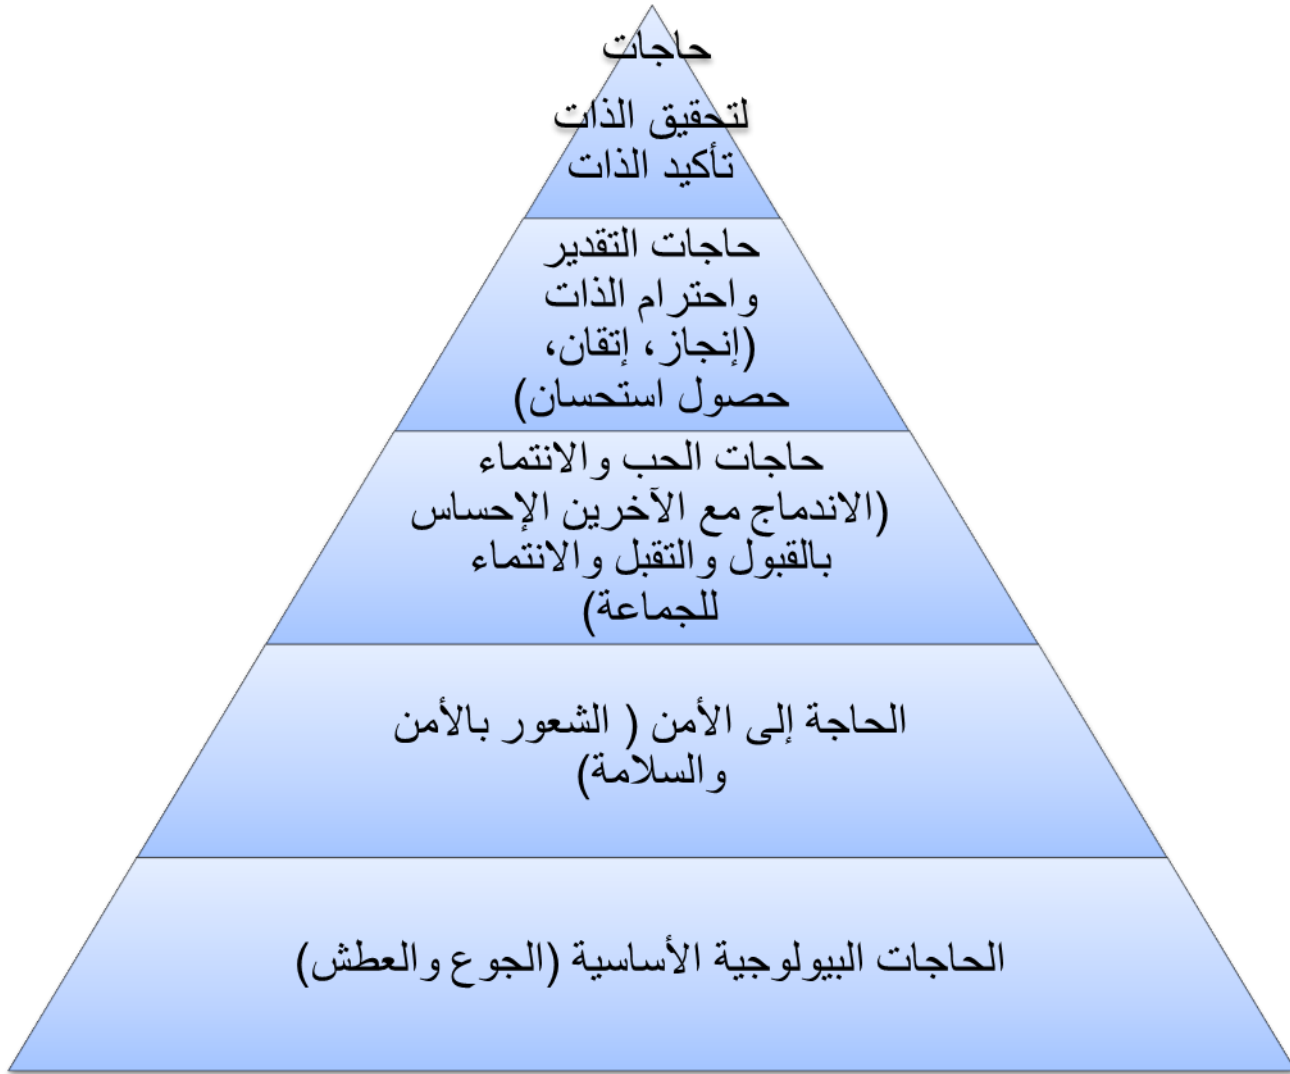 حاجات
لتحقيق الذات
تأكيد الذات
حاجات التقدير
واحترام الذات
(إنجاز، إتقان،
حصول استحسان)
حاجات الحب والانتماء
(الاندماج مع الآخرين الإحساس
بالقبول والتقبل والانتماء
للجماعة)
الحاجة إلى الأمن ( الشعور بالأمن
والسلامة)
الحاجات البيولوجية الأساسية (الجوع والعطش)